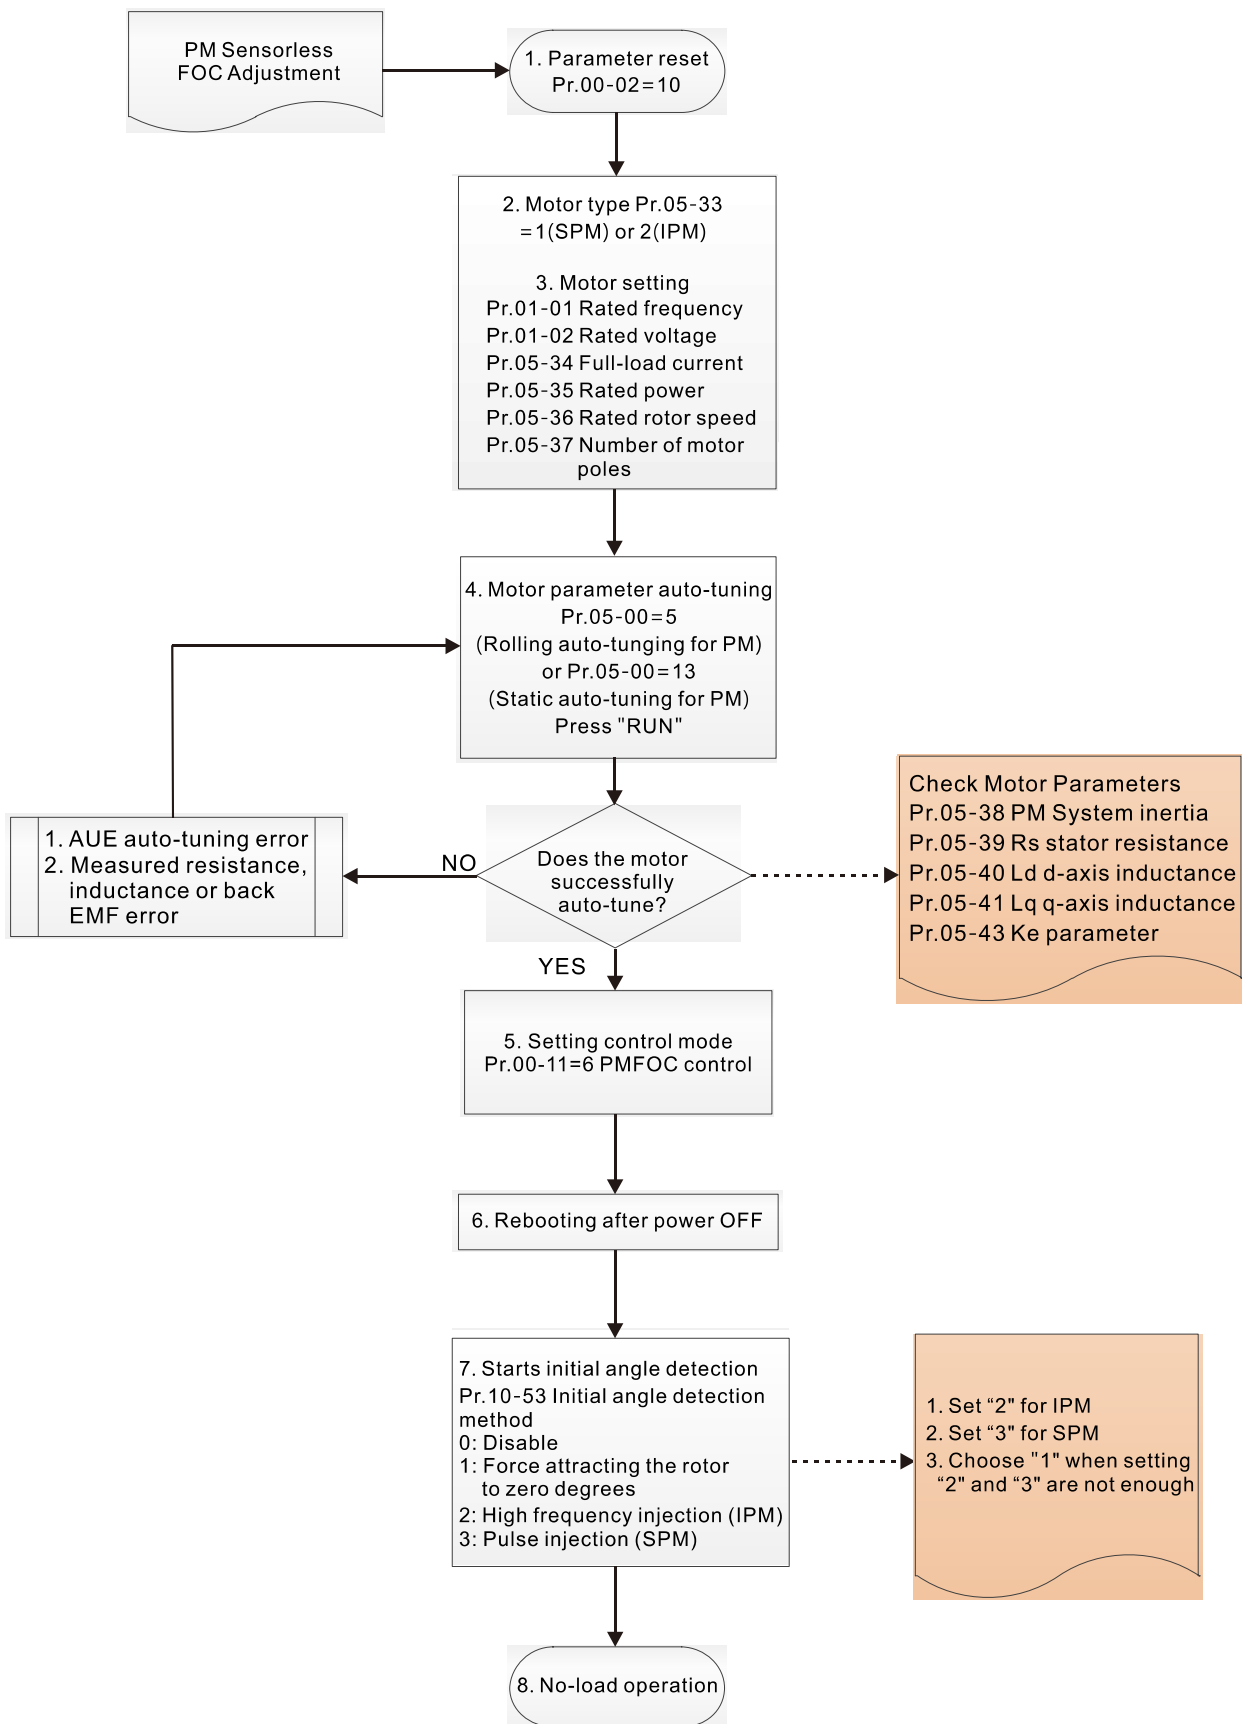 PM Sensorless
FOC Adjustment
1. Parameter reset
Pr.00-02=10
2. Motor type Pr.05-33
=1(SPM) or 2(IPM)
3. Motor setting
Pr.01-01 Rated frequency
Pr.01-02 Rated voltage
Pr.05-34 Full-load current
Pr.05-35 Rated power
Pr.05-36 Rated rotor speed
Pr.05-37 Number of motor
poles
4. Motor parameter auto-tuning
Pr.05-00=5
(Rolling auto-tunging for PM)
or Pr.05-00=13
(Static auto-tuning for PM)
Press "RUN"
1. AUE auto-tuning error
2. Measured resistance,
inductance or back
EMF error
NO
Does the motor
successfully
auto-tune?
YES
Check Motor Parameters
Pr.05-38 PM System inertia
Pr.05-39 Rs stator resistance
Pr.05-40 Ld d-axis inductance
Pr.05-41 Lq q-axis inductance
Pr.05-43 Ke parameter
5. Setting control mode
Pr.00-11=6 PMFOC control
6. Rebooting after power OFF
7. Starts initial angle detection
Pr.10-53 Initial angle detection
method
0: Disable
1: Force attracting the rotor
to zero degrees
2: High frequency injection (IPM)
3: Pulse injection (SPM)
1. Set “2" for IPM
2. Set “3" for SPM
3. Choose "1" when setting
“2" and “3" are not enough
8. No-load operation